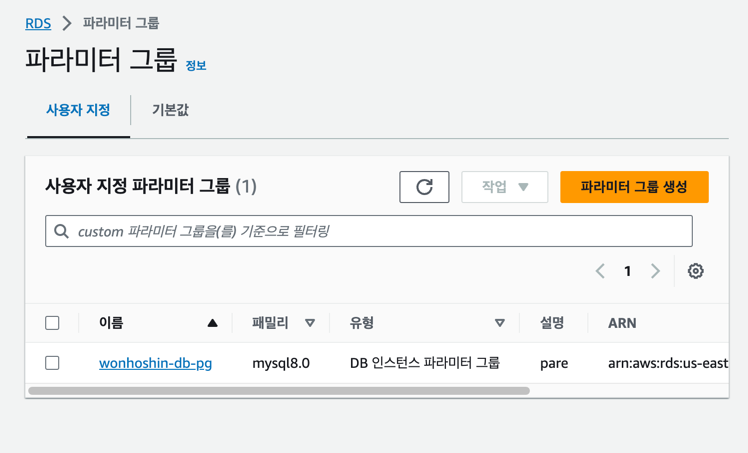 RDS > 파라미터 그룹
파라미터 그룹 정보
사용자 지정 기본값
사용자 지정 파라미터 그룹 (1) 작업 파라미터 그룹 생성
custom 파라미터 그룹을(를) 기준으로 필터링
1
이름 패밀리 유형 설명 ARN
wonhoshin-db-pg mysql8.0 DB 인스턴스 파라미터 그룹 pare arn:aws:rds:us-east